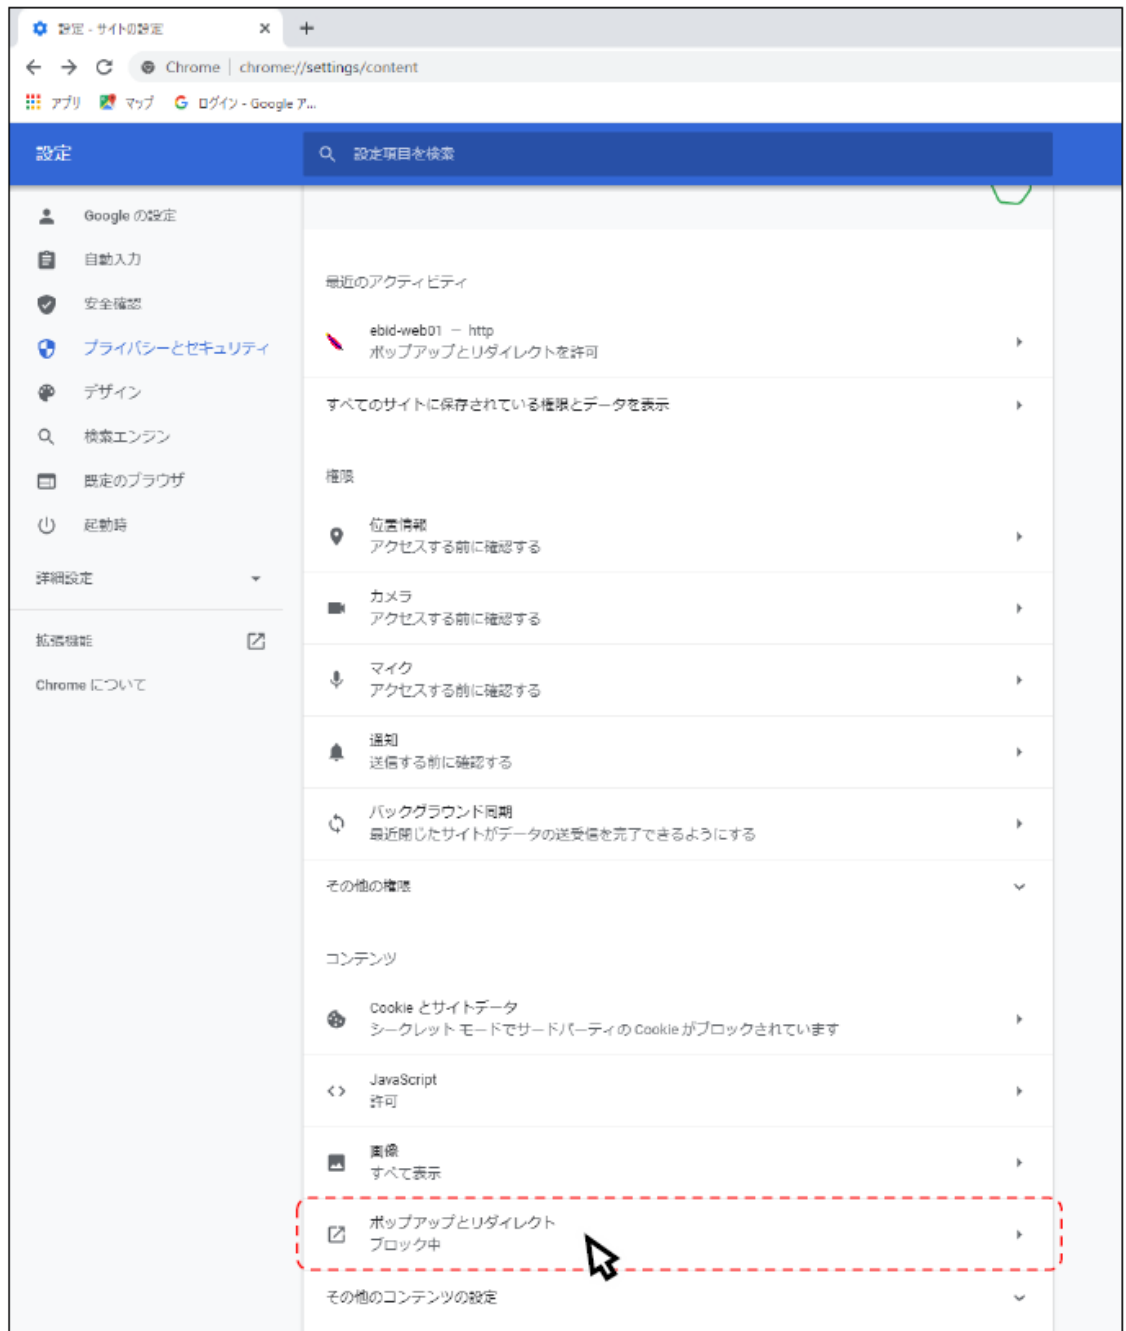 設定 - サイトの設定
Chrome | chrome://settings/content
アプリ マップ ログイン - Google ア...
設定
設定項目を検索
Google の設定
自動入力
安全確認
プライバシーとセキュリティ
デザイン
検索エンジン
既定のブラウザ
起動時
詳細設定
拡張機能
Chrome について
最近のアクティビティ
ebid-web01 － http
ポップアップとリダイレクトを許可
すべてのサイトに保存されている権限とデータを表示
権限
位置情報
アクセスする前に確認する
カメラ
アクセスする前に確認する
マイク
アクセスする前に確認する
通知
送信する前に確認する
バックグラウンド同期
最近閉じたサイトがデータの送受信を完了できるようにする
その他の権限
コンテンツ
Cookie とサイトデータ
シークレット モードでサードパーティの Cookie がブロックされています
JavaScript
許可
画像
すべて表示
ポップアップとリダイレクト
ブロック中
その他のコンテンツの設定